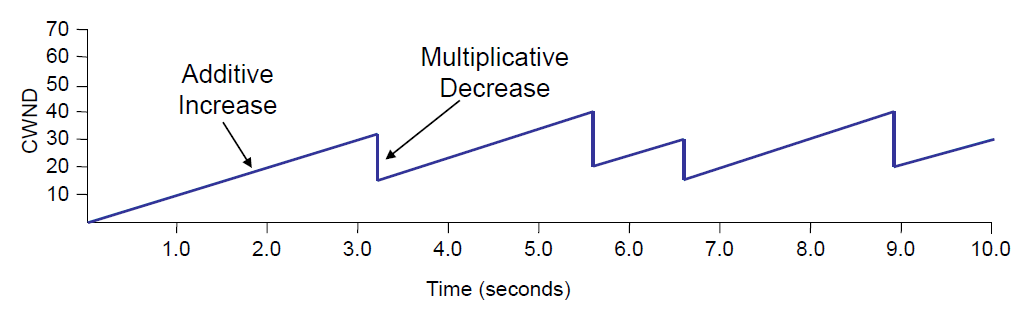 70
60
50
40
30
20
10
CWND
Additive
Increase
Multiplicative
Decrease
1.0 2.0 3.0 4.0 5.0 6.0 7.0 8.0 9.0 10.0
Time (seconds)